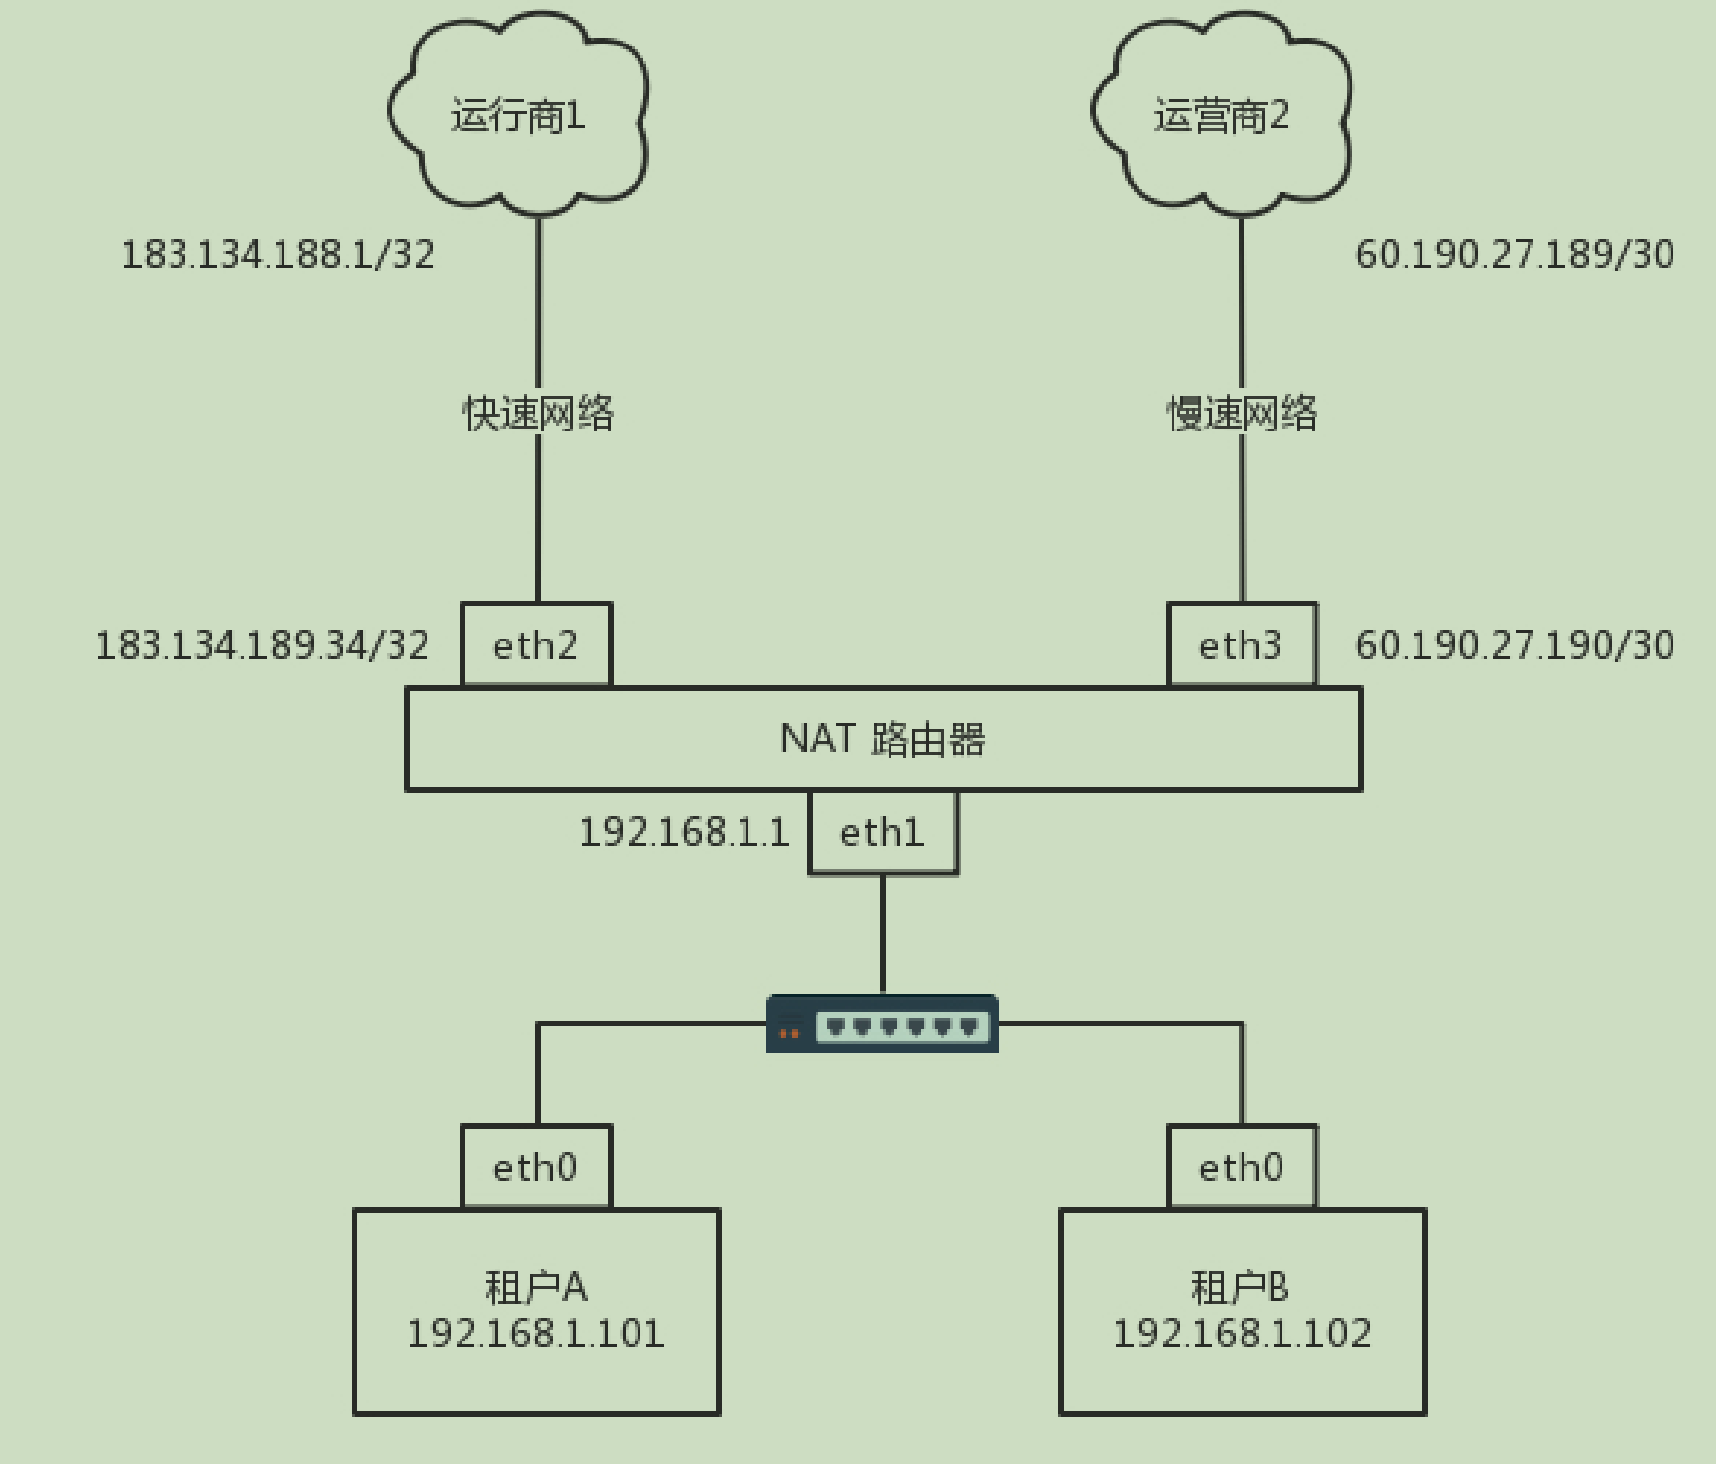 运行商1
运营商2
183.134.188.1/32
60.190.27.189/30
快速网络
慢速网络
183.134.189.34/32
eth2
eth3
60.190.27.190/30
NAT 路由器
192.168.1.1
eth1
eth0
eth0
租户A
192.168.1.101
租户B
192.168.1.102